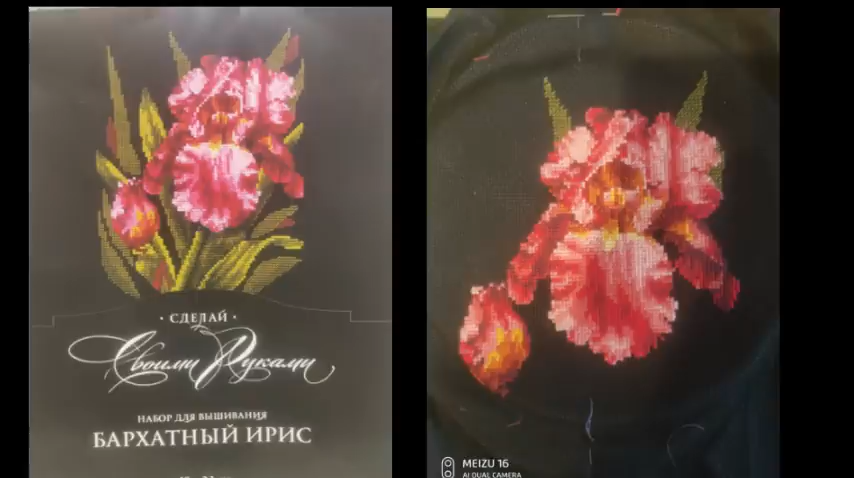 · СДЕЛАЙ ·
Своими Руками
НАБОР ДЛЯ ВЫШИВАНИЯ
БАРХАТНЫЙ ИРИС
MEIZU 16
AI DUAL CAMERA